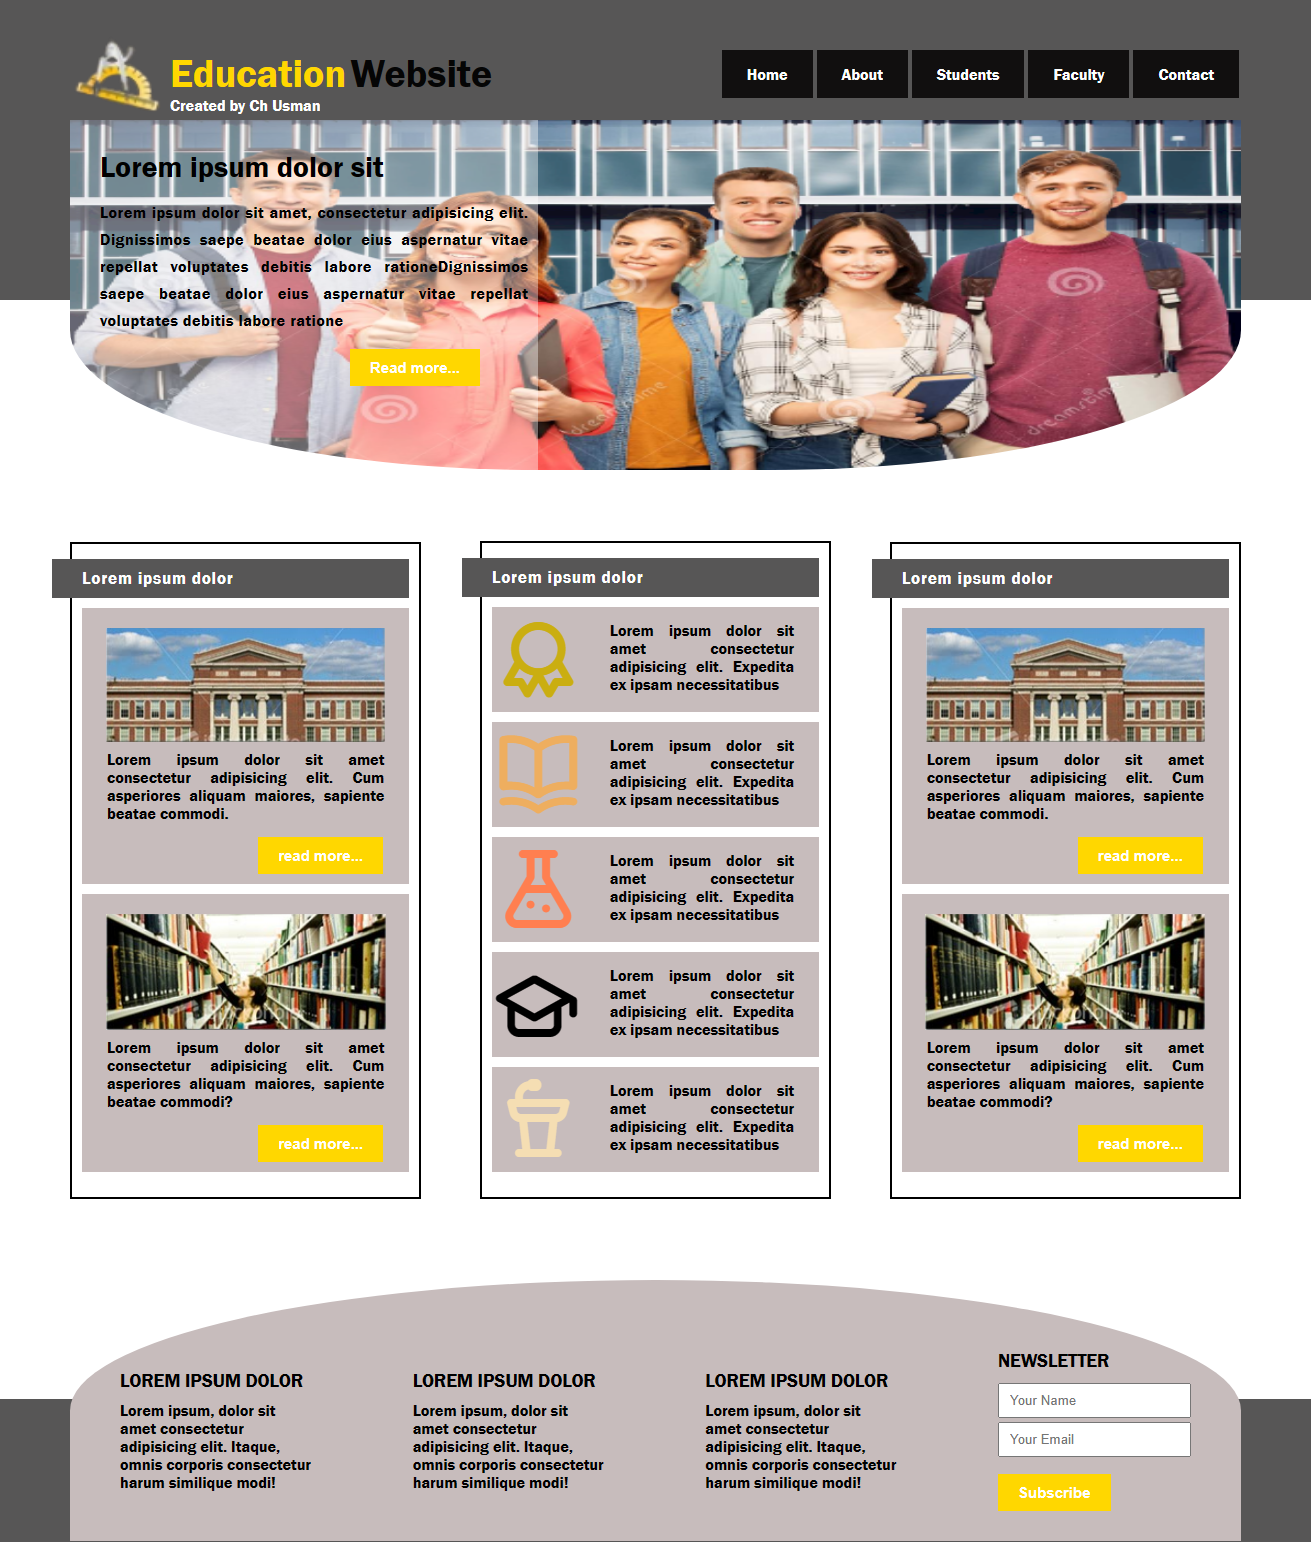 Education Website
Created by Ch Usman
Home
About
Students
Faculty
Contact
Lorem ipsum dolor sit
Lorem ipsum dolor sit amet, consectetur adipisicing elit.
Dignissimos saepe beatae dolor eius aspernatur vitae
repellat voluptates debitis labore rationeDignissimos
saepe beatae dolor eius aspernatur vitae repellat
voluptates debitis labore ratione
Read more...
dreamstime
dreamstime
Lorem ipsum dolor
Lorem ipsum dolor sit amet
consectetur adipisicing elit. Cum
asperiores aliquam maiores, sapiente
beatae commodi.
read more...
Lorem ipsum dolor sit amet
consectetur adipisicing elit. Cum
asperiores aliquam maiores, sapiente
beatae commodi?
read more...
Lorem ipsum dolor
Lorem ipsum dolor sit
amet consectetur
adipisicing elit. Expedita
ex ipsam necessitatibus
Lorem ipsum dolor sit
amet consectetur
adipisicing elit. Expedita
ex ipsam necessitatibus
Lorem ipsum dolor sit
amet consectetur
adipisicing elit. Expedita
ex ipsam necessitatibus
Lorem ipsum dolor sit
amet consectetur
adipisicing elit. Expedita
ex ipsam necessitatibus
Lorem ipsum dolor sit
amet consectetur
adipisicing elit. Expedita
ex ipsam necessitatibus
Lorem ipsum dolor
Lorem ipsum dolor sit amet
consectetur adipisicing elit. Cum
asperiores aliquam maiores, sapiente
beatae commodi.
read more...
Lorem ipsum dolor sit amet
consectetur adipisicing elit. Cum
asperiores aliquam maiores, sapiente
beatae commodi?
read more...
LOREM IPSUM DOLOR
Lorem ipsum, dolor sit
amet consectetur
adipisicing elit. Itaque,
omnis corporis consectetur
harum similique modi!
LOREM IPSUM DOLOR
Lorem ipsum, dolor sit
amet consectetur
adipisicing elit. Itaque,
omnis corporis consectetur
harum similique modi!
LOREM IPSUM DOLOR
Lorem ipsum, dolor sit
amet consectetur
adipisicing elit. Itaque,
omnis corporis consectetur
harum similique modi!
NEWSLETTER
Your Name
Your Email
Subscribe